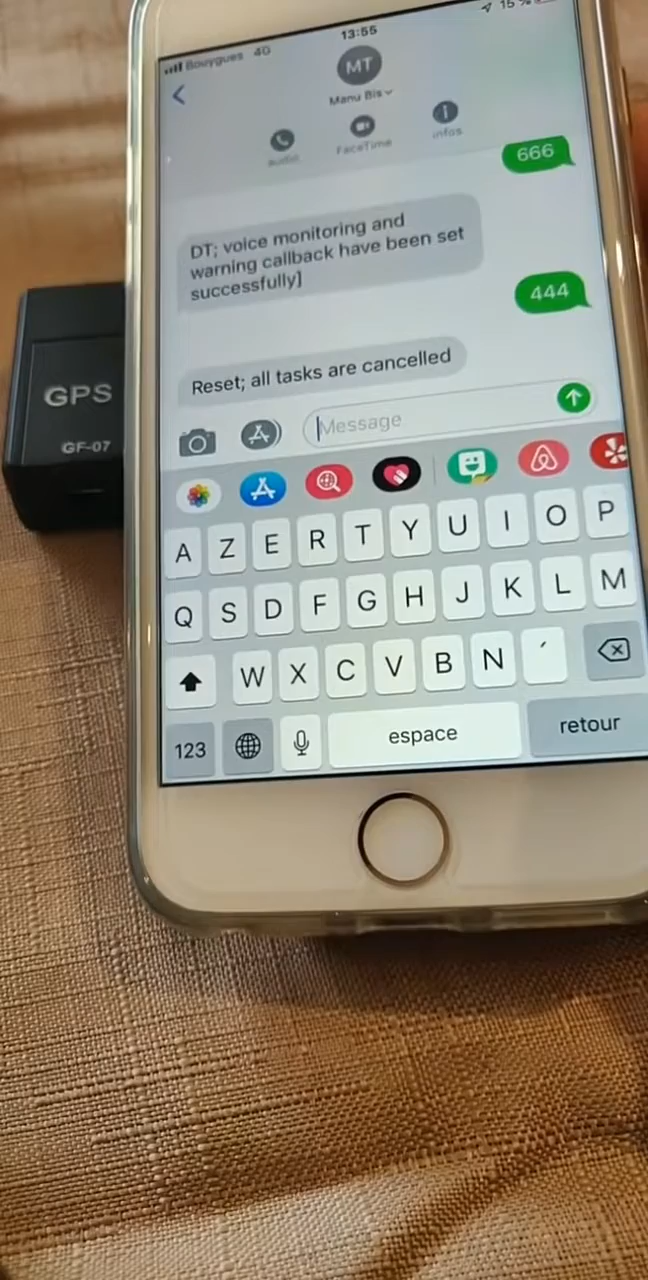 Bouygues 4G
13:55
15 %
MT
Manu Bis
audio
FaceTime
infos
666
DT; voice monitoring and
warning callback have been set
successfully]
444
Reset; all tasks are cancelled
Message
GPS
GF-07
A Z E R T Y U I O P
Q S D F G H J K L M
W X C V B N ´
123
espace
retour